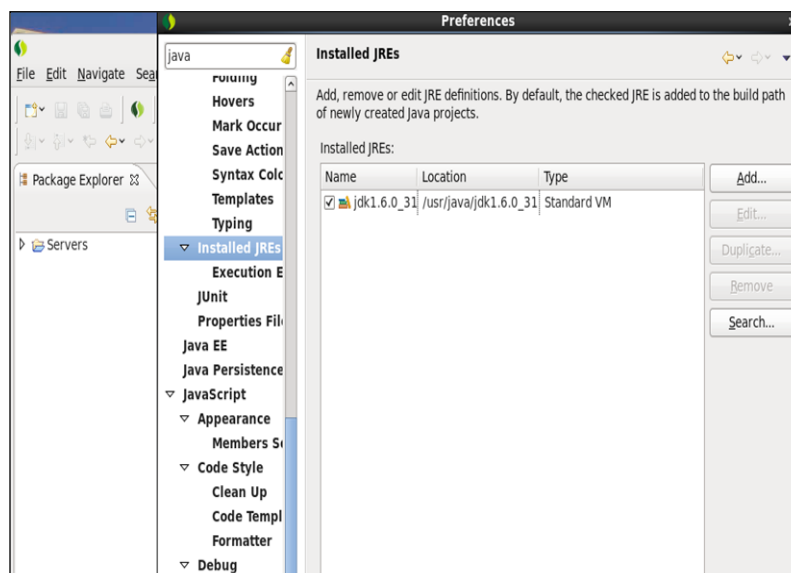 Preferences
File Edit Navigate Sea
Package Explorer
Servers
java
Folding
Hovers
Mark Occur
Save Action
Syntax Colo
Templates
Typing
Installed JREs
Execution E
JUnit
Properties Fil
Java EE
Java Persistence
JavaScript
Appearance
Members S
Code Style
Clean Up
Code Templ
Formatter
Debug
Installed JREs
Add, remove or edit JRE definitions. By default, the checked JRE is added to the build path
of newly created Java projects.
Installed JREs:
Name Location Type
jdk1.6.0_31 /usr/java/jdk1.6.0_31 Standard VM
Add...
Edit...
Duplicate...
Remove
Search...